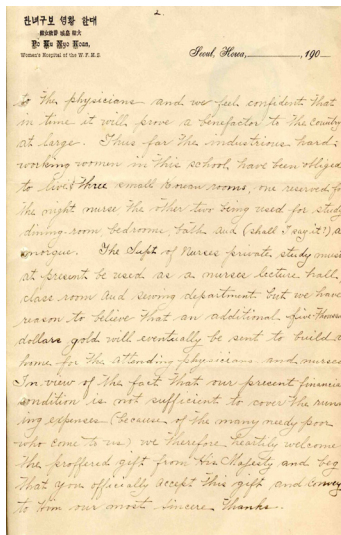 2.
한대 황영 보구녀관
Po Ku Nyo Koan,
Women's Hospital of the W. F. M. S.
Seoul, Korea, 190
to the physicians and we feel confident that
in time it will prove a benefactor to the country
at large. Thus far the industrious hard-
working women in this school have been obliged
to live three small Korean rooms, one reserved for
the night nurse the other two being used for study
dining-room bedroom, bath and (shall I say it?) a
morgue. The Supt of Nurses private study must
at present be used as a nurses lecture hall,
class room and sewing department. but we have
reason to believe that an additional five thousand
dollars gold will eventually be sent to build a
home for the attending physicians and nurses
In view of the fact that our present financial
condition is not sufficient to cover the runn
ing expenses (because of the many needy poor
who come to us) we therefore heartily welcome
the proffered gift from His Majesty and beg
that you officially accept this gift and convey
to him our most sincere thanks.